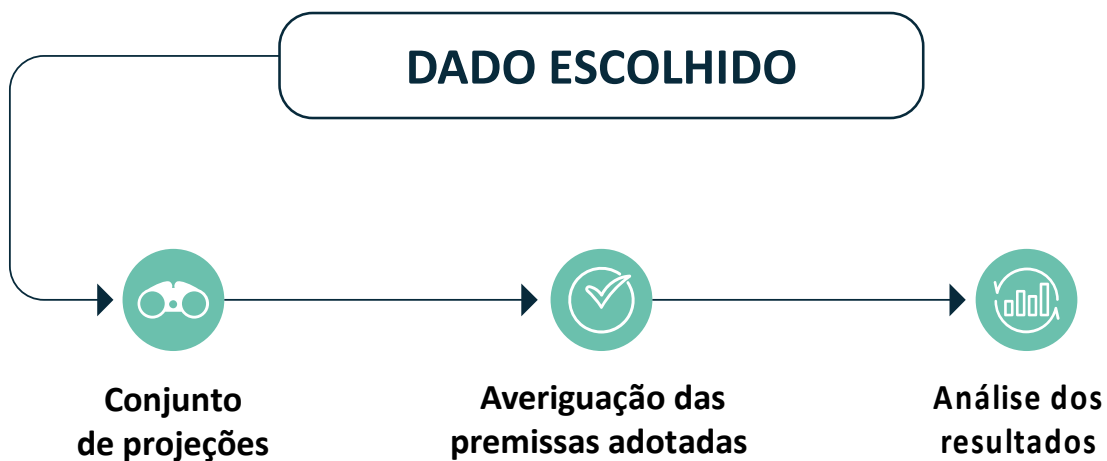 DADO ESCOLHIDO
Conjunto
de projeções
Averiguação das
premissas adotadas
Análise dos
resultados